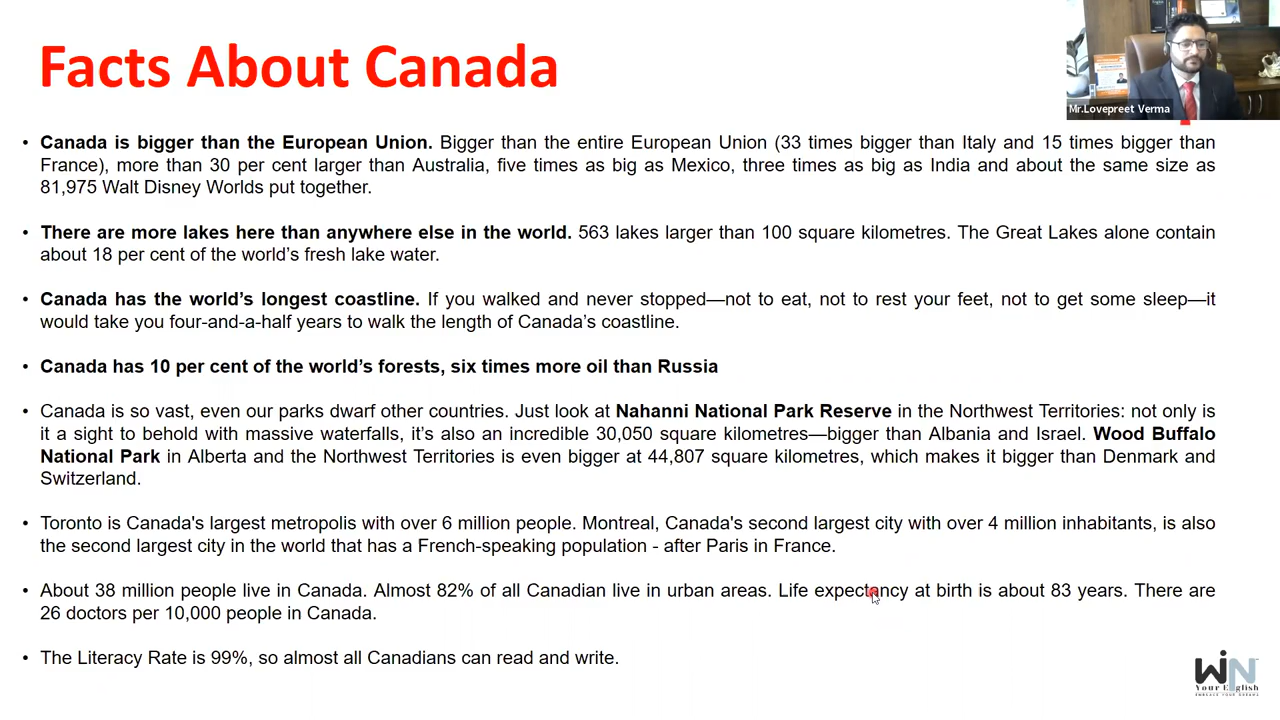 Facts About Canada
Mr.Lovepreet Verma
• Canada is bigger than the European Union. Bigger than the entire European Union (33 times bigger than Italy and 15 times bigger than
France), more than 30 per cent larger than Australia, five times as big as Mexico, three times as big as India and about the same size as
81,975 Walt Disney Worlds put together.
• There are more lakes here than anywhere else in the world. 563 lakes larger than 100 square kilometres. The Great Lakes alone contain
about 18 per cent of the world’s fresh lake water.
• Canada has the world’s longest coastline. If you walked and never stopped—not to eat, not to rest your feet, not to get some sleep—it
would take you four-and-a-half years to walk the length of Canada’s coastline.
• Canada has 10 per cent of the world’s forests, six times more oil than Russia
• Canada is so vast, even our parks dwarf other countries. Just look at Nahanni National Park Reserve in the Northwest Territories: not only is
it a sight to behold with massive waterfalls, it’s also an incredible 30,050 square kilometres—bigger than Albania and Israel. Wood Buffalo
National Park in Alberta and the Northwest Territories is even bigger at 44,807 square kilometres, which makes it bigger than Denmark and
Switzerland.
• Toronto is Canada's largest metropolis with over 6 million people. Montreal, Canada's second largest city with over 4 million inhabitants, is also
the second largest city in the world that has a French-speaking population - after Paris in France.
• About 38 million people live in Canada. Almost 82% of all Canadian live in urban areas. Life expectancy at birth is about 83 years. There are
26 doctors per 10,000 people in Canada.
• The Literacy Rate is 99%, so almost all Canadians can read and write.
WiN
Your English
EMBRACE YOUR DREAMS